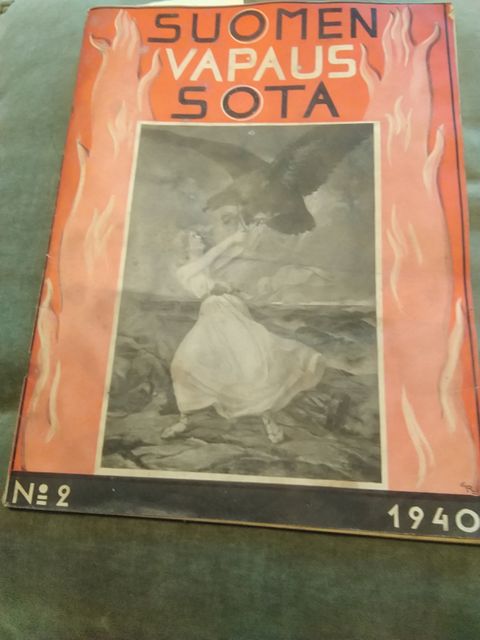 SUOMEN
VAPAUS
SOTA
№ 2
1940